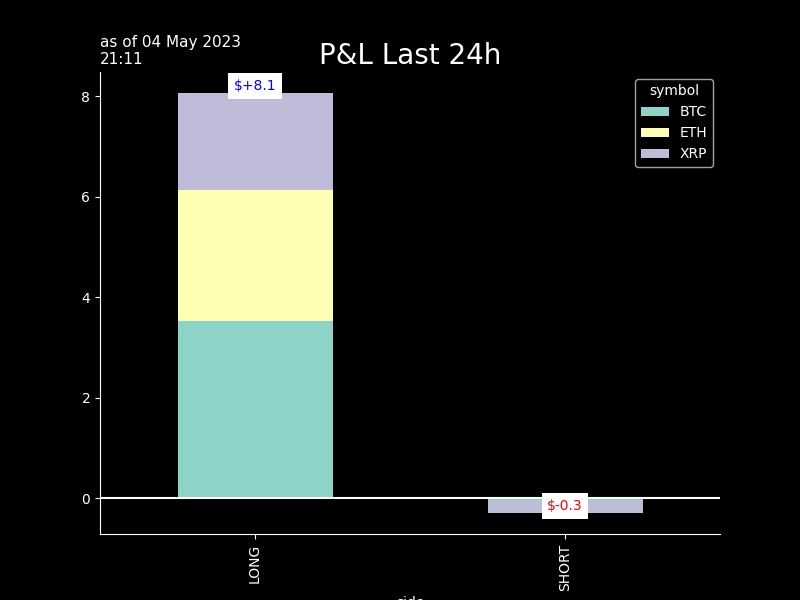 as of 04 May 2023
21:11
P&L Last 24h
$+8.1
symbol
BTC
ETH
XRP
8
6
4
2
0
$-0.3
LONG
SHORT
side